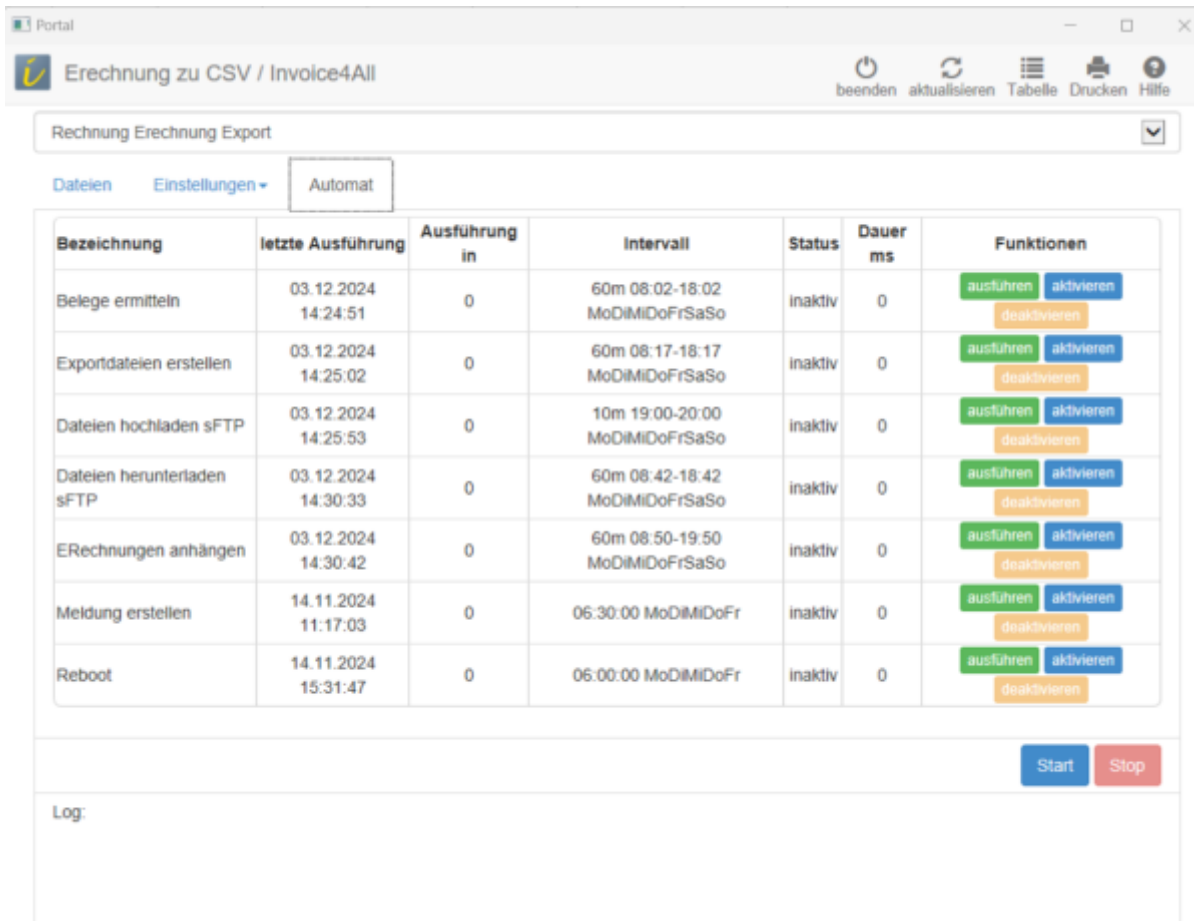 Portal
Erechnung zu CSV / Invoice4All
beenden aktualisieren Tabelle Drucken Hilfe
Rechnung Erechnung Export
Dateien Einstellungen Automat
Bezeichnung letzte Ausführung Ausführung in Intervall Status Dauer ms Funktionen
Belege ermitteln 03.12.2024 14:24:51 0 60m 08:02-18:02 MoDiMiDoFrSaSo inaktiv 0 ausführen aktivieren deaktivieren
Exportdateien erstellen 03.12.2024 14:25:02 0 60m 08:17-18:17 MoDiMiDoFrSaSo inaktiv 0 ausführen aktivieren deaktivieren
Dateien hochladen sFTP 03.12.2024 14:25:53 0 10m 19:00-20:00 MoDiMiDoFrSaSo inaktiv 0 ausführen aktivieren deaktivieren
Dateien herunterladen sFTP 03.12.2024 14:30:33 0 60m 08:42-18:42 MoDiMiDoFrSaSo inaktiv 0 ausführen aktivieren deaktivieren
ERechnungen anhängen 03.12.2024 14:30:42 0 60m 08:50-19:50 MoDiMiDoFrSaSo inaktiv 0 ausführen aktivieren deaktivieren
Meldung erstellen 14.11.2024 11:17:03 0 06:30:00 MoDiMiDoFr inaktiv 0 ausführen aktivieren deaktivieren
Reboot 14.11.2024 15:31:47 0 06:00:00 MoDiMiDoFr inaktiv 0 ausführen aktivieren deaktivieren
Start Stop
Log: